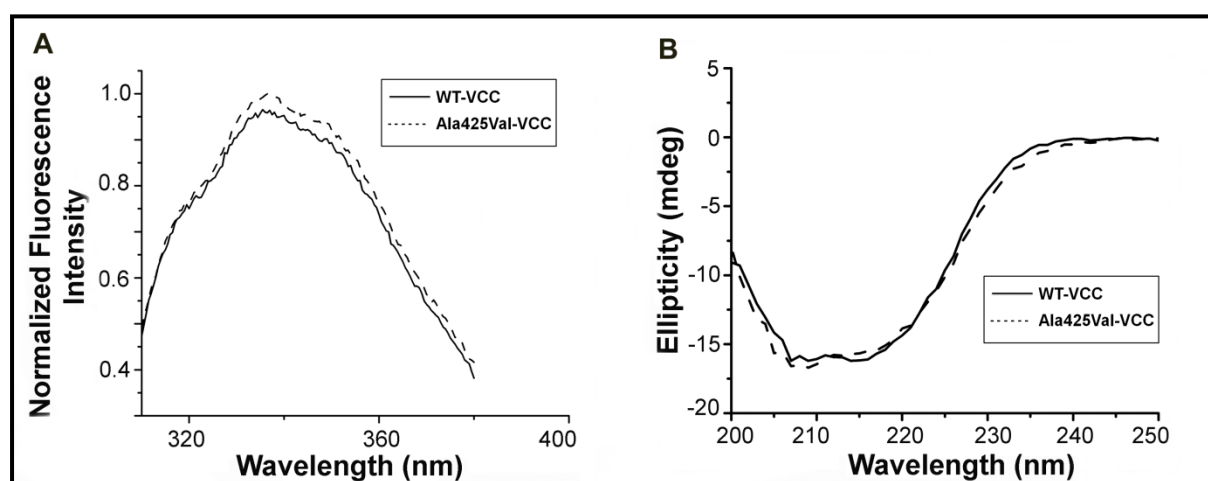 A
Normalized Fluorescence
Intensity
1.0
0.8
0.6
0.4
WT-VCC
Ala425Val-VCC
320
360
400
Wavelength (nm)
B
Ellipticity (mdeg)
5
0
-5
-10
-15
-20
WT-VCC
Ala425Val-VCC
200
210
220
230
240
250
Wavelength (nm)